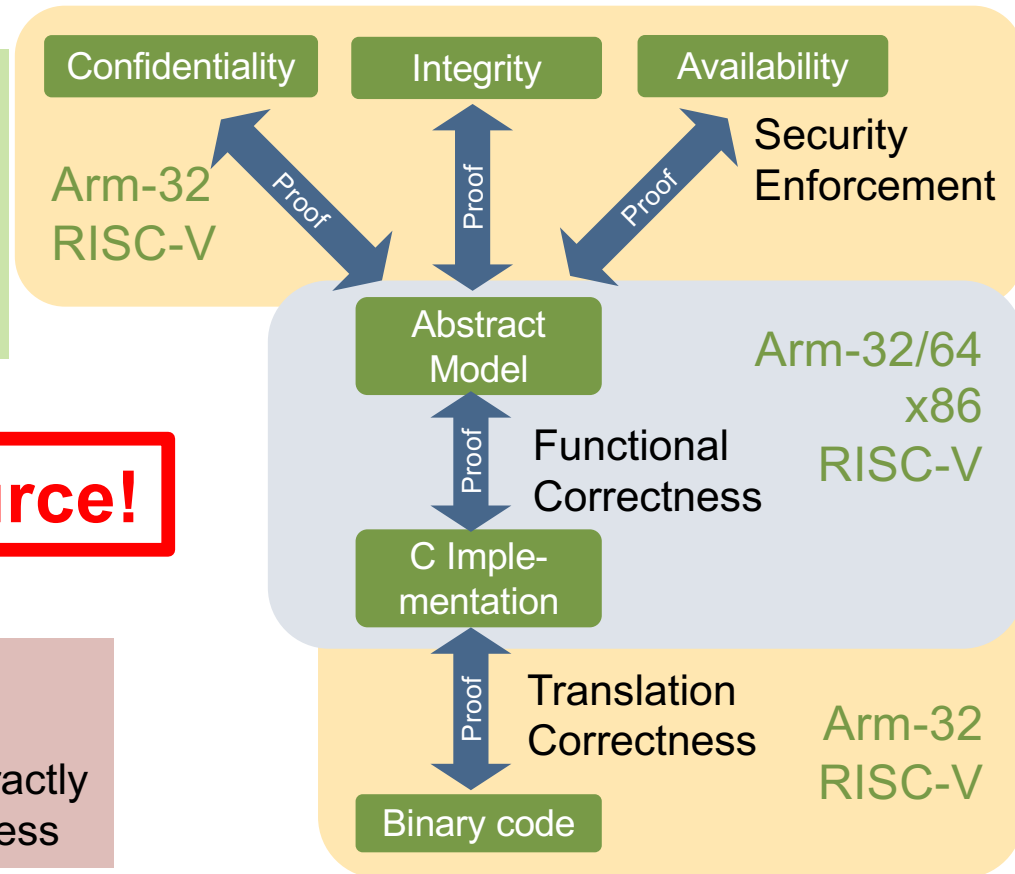 Confidentiality
Integrity
Availability
Security
Enforcement
Arm-32
RISC-V
Proof
Proof
Proof
Abstract
Model
Arm-32/64
x86
RISC-V
Proof
Functional
Correctness
rce!
C Imple-
mentation
Proof
Translation
Correctness
Arm-32
RISC-V
ractly
ess
Binary code